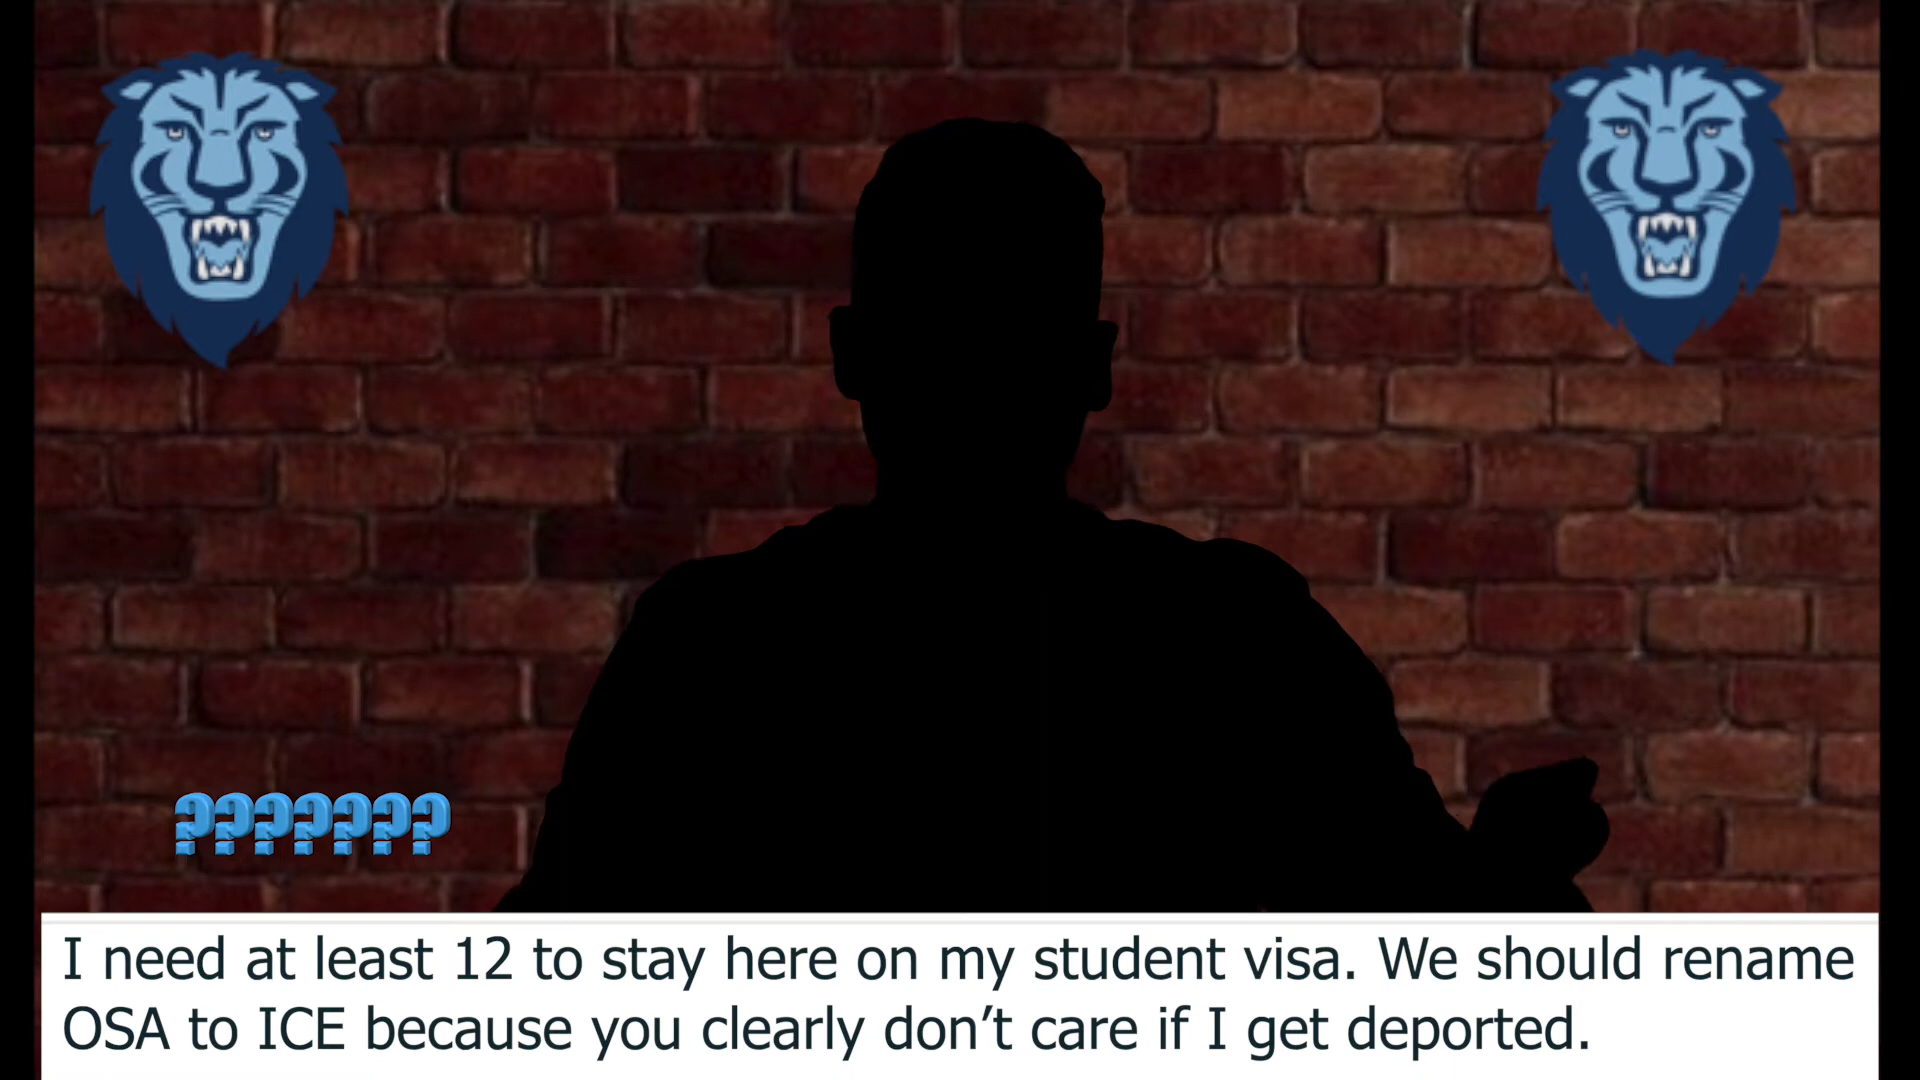 ???????
I need at least 12 to stay here on my student visa. We should rename
OSA to ICE because you clearly don’t care if I get deported.